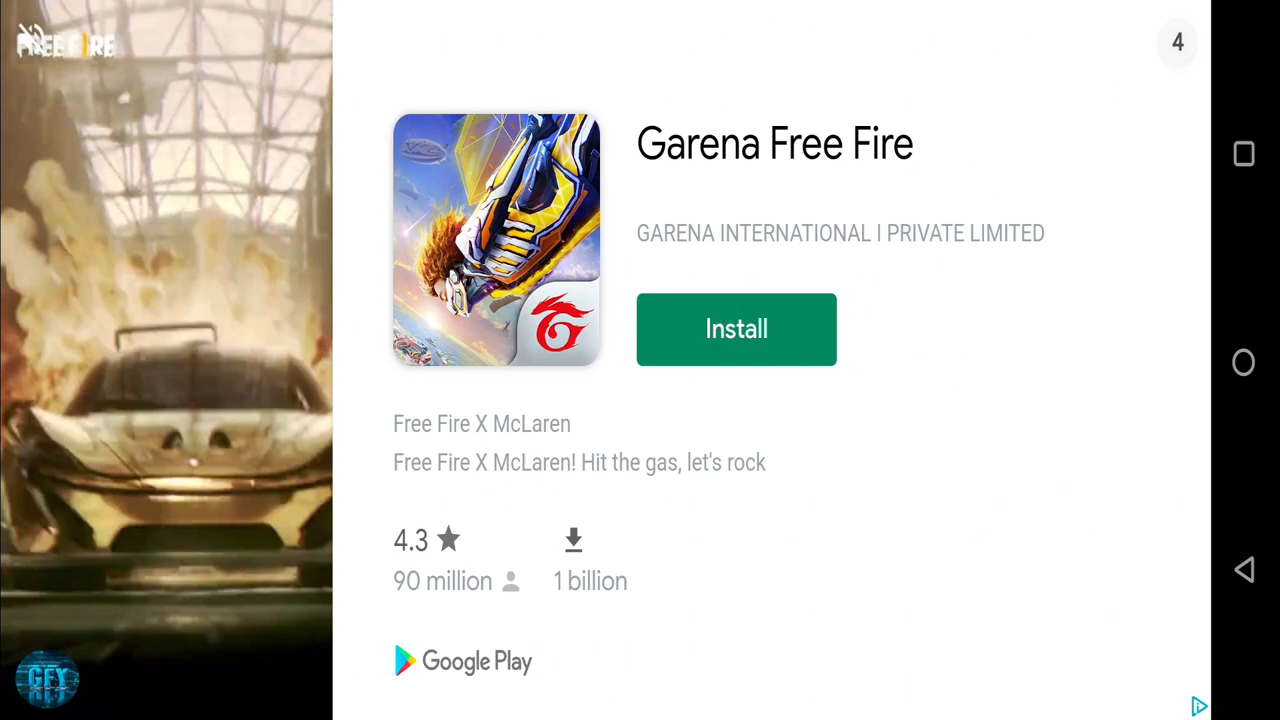 FREE FIRE
4
Garena Free Fire
GARENA INTERNATIONAL I PRIVATE LIMITED
Install
Free Fire X McLaren
Free Fire X McLaren! Hit the gas, let's rock
4.3
90 million
1 billion
Google Play
GFX